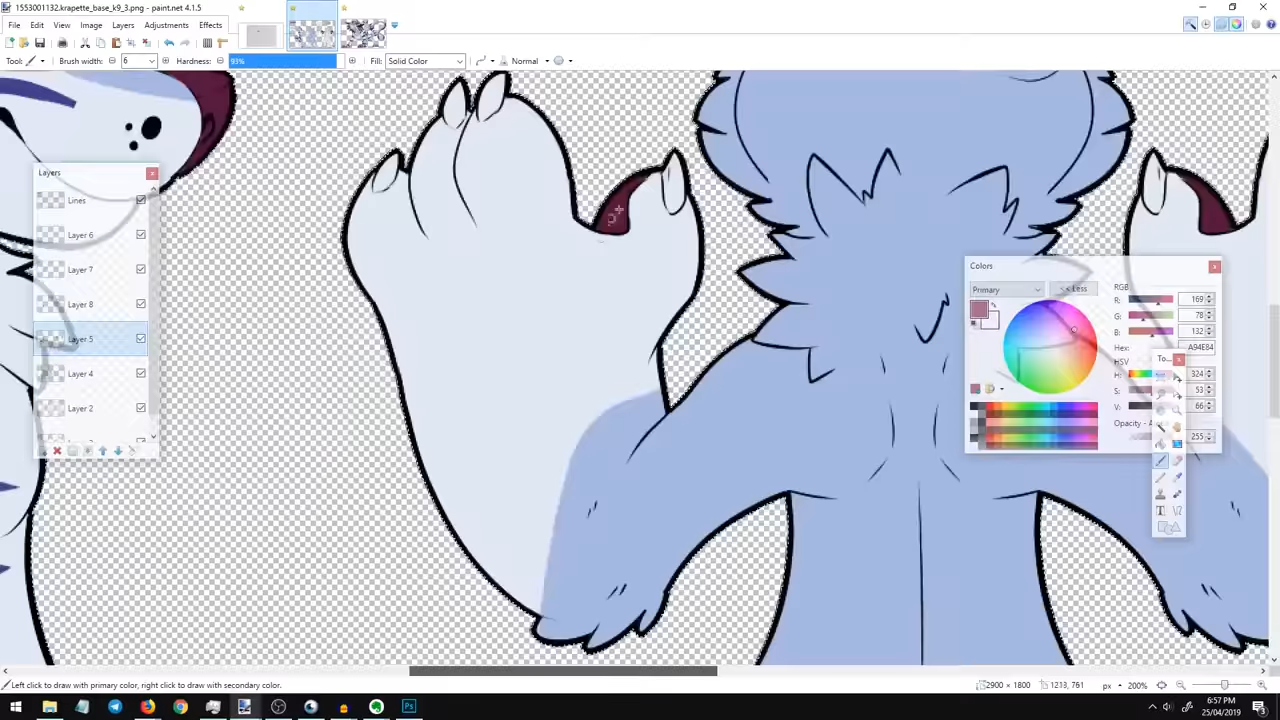 1553001132.krapette_base_k9_3.png - paint.net 4.1.5
File Edit View Image Layers Adjustments Effects
Tool: Brush width: 6 Hardness: 93% Fill: Solid Color Normal
Layers
Lines
Layer 6
Layer 7
Layer 8
Layer 5
Layer 4
Layer 2
Colors
Primary
<< Less
RGB
R: 169
G: 78
B: 132
Hex: A94E84
HSV
H: 324
S: 53
V: 66
Opacity - A
255
To...
Left click to draw with primary color, right click to draw with secondary color.
2900 × 1800
1213, 761
px
200%
6:57 PM
25/04/2019